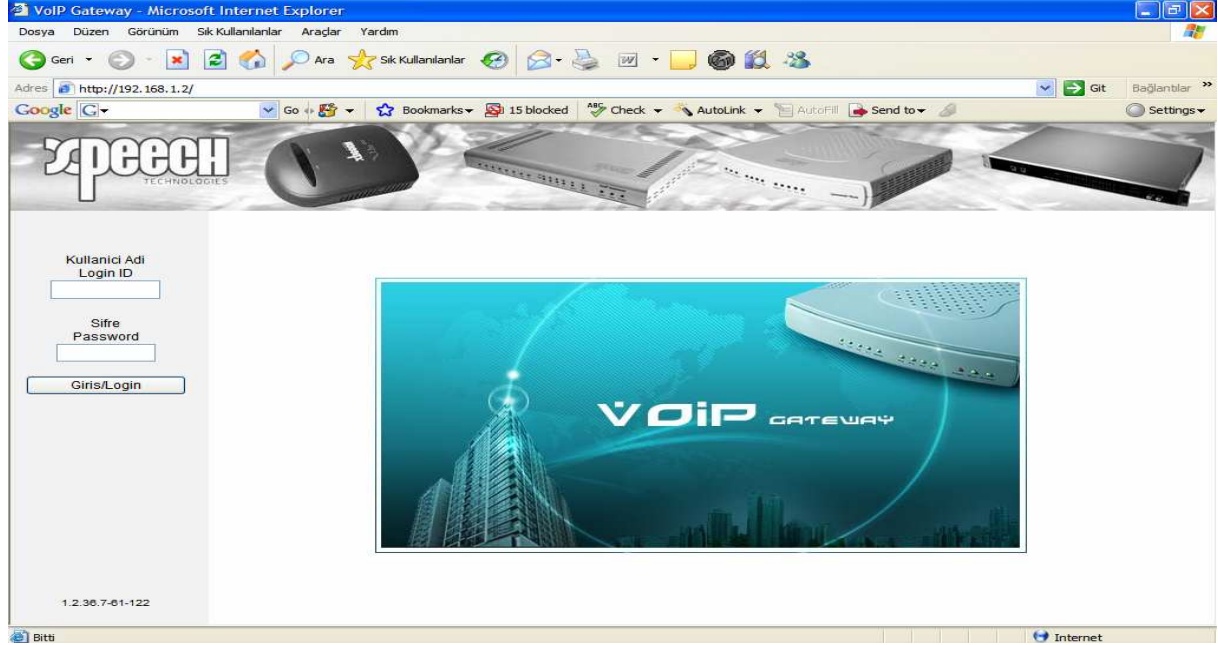 VoIP Gateway - Microsoft Internet Explorer
Dosya Düzen Görünüm Sık Kullanılanlar Araçlar Yardım
Geri Ara Sık Kullanılanlar
Adres http://192.168.1.2/ Git Bağlantılar
Google G Go Bookmarks 15 blocked ABC Check AutoLink AutoFill Send to Settings
xpeecH
TECHNOLOGIES
Kullanici Adi
Login ID
Sifre
Password
Giris/Login
VOiP GATEWAY
1.2.36.7-61-122
Bitti Internet